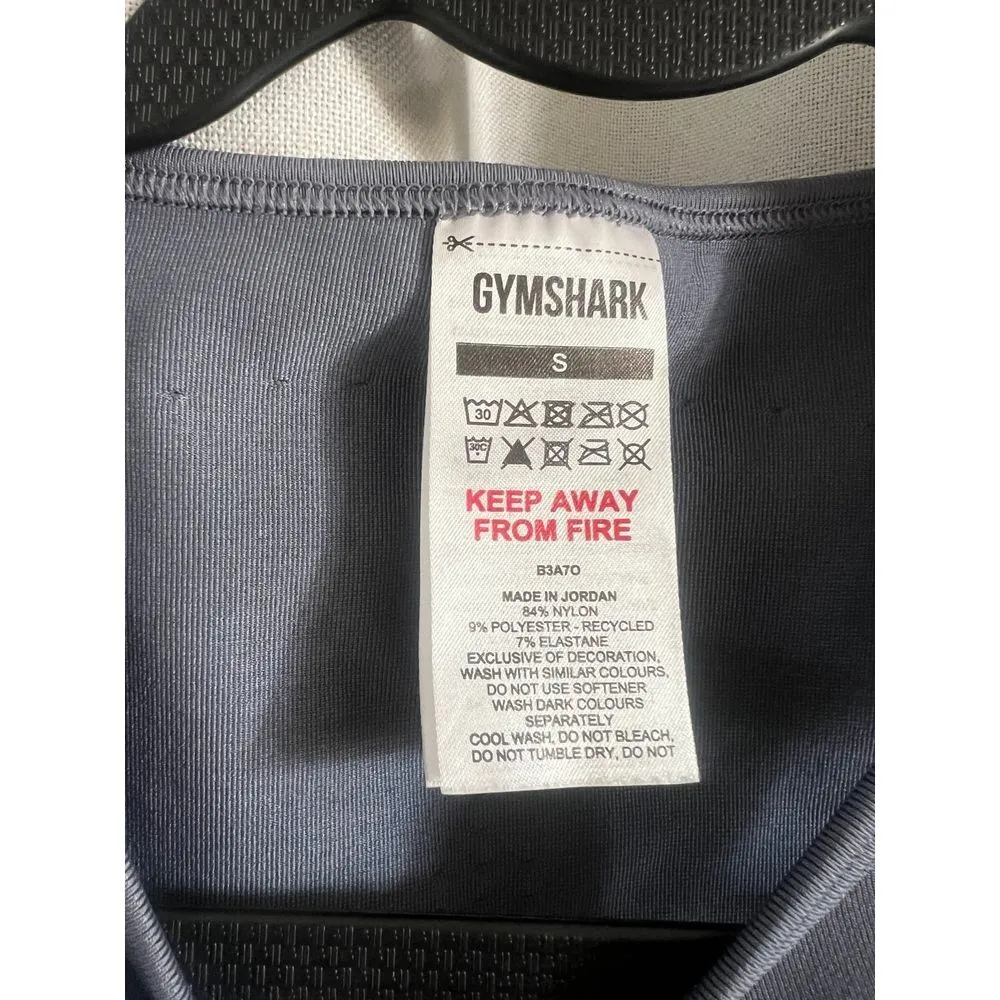 GYMSHARK
S
30
30C
KEEP AWAY
FROM FIRE
B3A7O
MADE IN JORDAN
84% NYLON
9% POLYESTER - RECYCLED
7% ELASTANE
EXCLUSIVE OF DECORATION,
WASH WITH SIMILAR COLOURS,
DO NOT USE SOFTENER
WASH DARK COLOURS
SEPARATELY
COOL WASH, DO NOT BLEACH,
DO NOT TUMBLE DRY, DO NOT